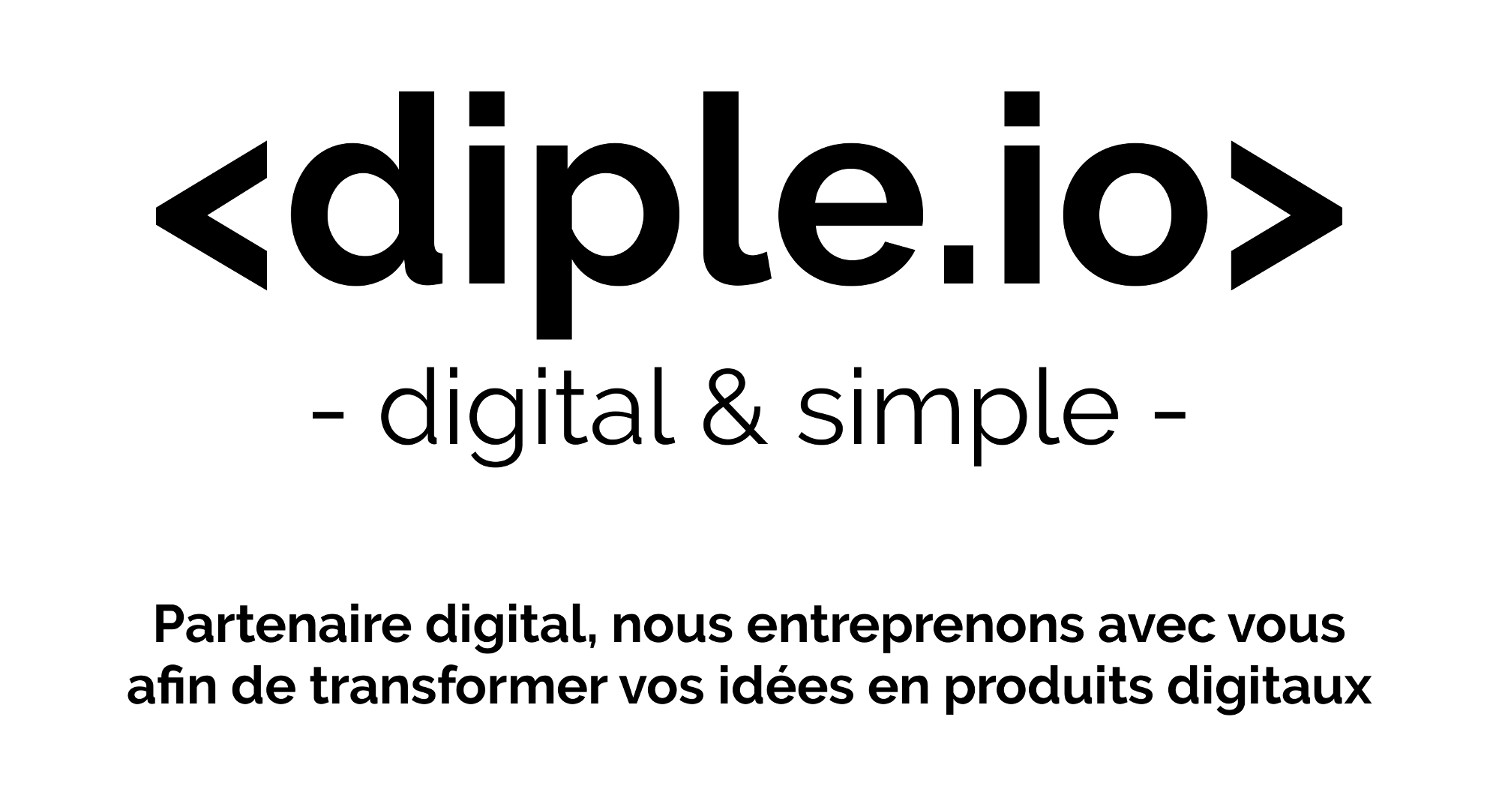 <diple.io>
- digital & simple -
Partenaire digital, nous entreprenons avec vous
afin de transformer vos idées en produits digitaux